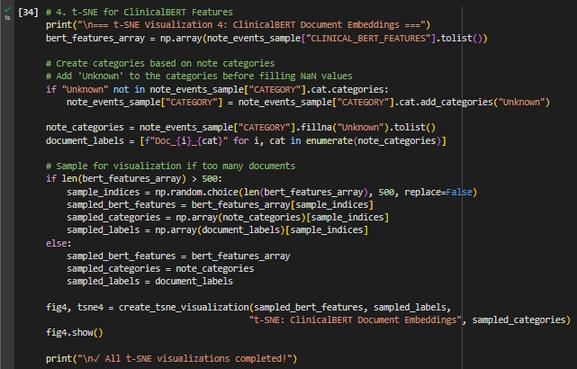 [34]
1s
# 4. t-SNE for ClinicalBERT Features
print("\n=== t-SNE Visualization 4: ClinicalBERT Document Embeddings ===")
bert_features_array = np.array(note_events_sample["CLINICAL_BERT_FEATURES"].tolist())

# Create categories based on note categories
# Add 'Unknown' to the categories before filling NaN values
if "Unknown" not in note_events_sample["CATEGORY"].cat.categories:
    note_events_sample["CATEGORY"] = note_events_sample["CATEGORY"].cat.add_categories("Unknown")

note_categories = note_events_sample["CATEGORY"].fillna("Unknown").tolist()
document_labels = [f"Doc_{i}_{cat}" for i, cat in enumerate(note_categories)]

# Sample for visualization if too many documents
if len(bert_features_array) > 500:
    sample_indices = np.random.choice(len(bert_features_array), 500, replace=False)
    sampled_bert_features = bert_features_array[sample_indices]
    sampled_categories = np.array(note_categories)[sample_indices]
    sampled_labels = np.array(document_labels)[sample_indices]
else:
    sampled_bert_features = bert_features_array
    sampled_categories = note_categories
    sampled_labels = document_labels

fig4, tsne4 = create_tsne_visualization(sampled_bert_features, sampled_labels,
                                        "t-SNE: ClinicalBERT Document Embeddings", sampled_categories)
fig4.show()

print("\n✓ All t-SNE visualizations completed!")